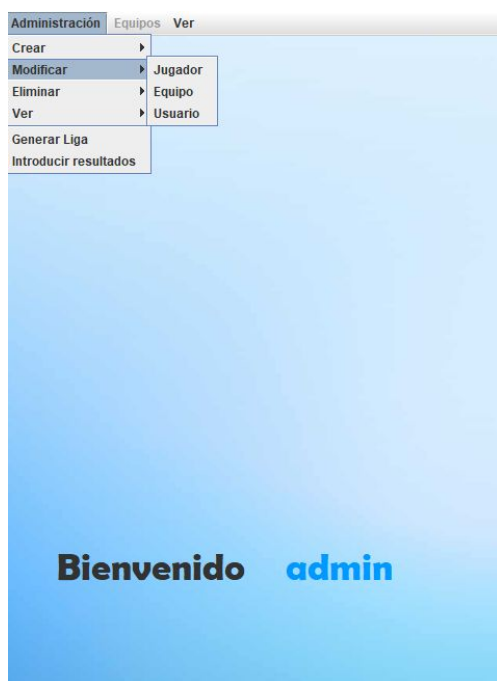 Administración Equipos Ver
Crear
Modificar
Eliminar
Ver
Jugador
Equipo
Usuario
Generar Liga
Introducir resultados
Bienvenido admin